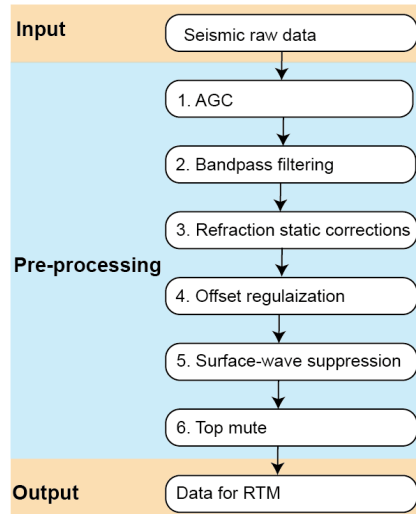 Input
Seismic raw data
1. AGC
2. Bandpass filtering
3. Refraction static corrections
Pre-processing
4. Offset regulaization
5. Surface-wave suppression
6. Top mute
Output
Data for RTM